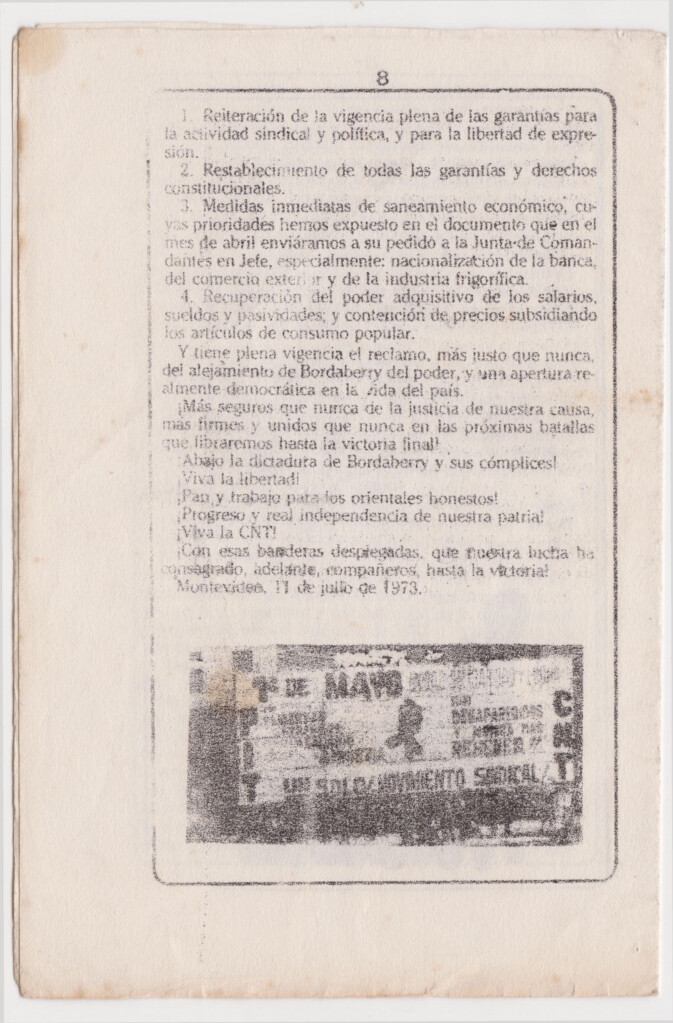 8
1. Reiteración de la vigencia plena de las garantías para
la actividad sindical y política, y para la libertad de expre-
sión.
2. Restablecimiento de todas las garantías y derechos
constitucionales.
3. Medidas inmediatas de saneamiento económico, cu-
yas prioridades hemos expuesto en el documento que en el
mes de abril enviáramos a su pedido a la Junta de Coman-
dantes en Jefe, especialmente: nacionalización de la banca,
del comercio exterior y de la industria frigorífica.
4. Recuperación del poder adquisitivo de los salarios,
sueldos y pasividades; y contención de precios subsidiando
los artículos de consumo popular.
Y tiene plena vigencia el reclamo, más justo que nunca,
del alejamiento de Bordaberry del poder, y una apertura re-
almente democrática en la vida del país.
¡Más seguros que nunca de la justicia de nuestra causa,
más firmes y unidos que nunca en las próximas batallas
que libraremos hasta la victoria final!
¡Abajo la dictadura de Bordaberry y sus cómplices!
¡Viva la libertad!
¡Pan y trabajo para los orientales honestos!
¡Progreso y real independencia de nuestra patria!
¡Viva la CNT!
¡Con esas banderas desplegadas, que nuestra lucha ha
consagrado, adelante, compañeros, hasta la victoria!
Montevideo, 11 de julio de 1973.
1º DE MAYO
PIT
DESAPARECIDOS
CNT
UN SOLO MOVIMIENTO SINDICAL